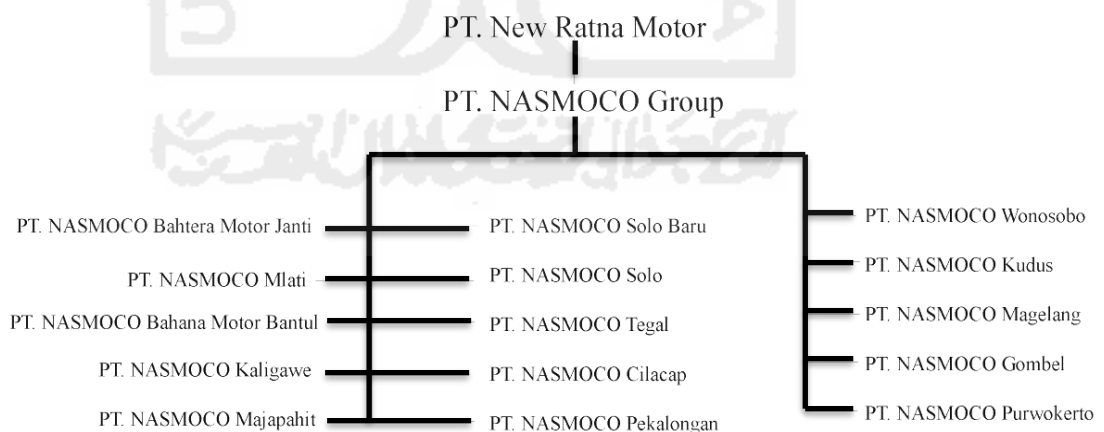 PT. New Ratna Motor
PT. NASMOCO Group
PT. NASMOCO Bahtera Motor Janti
PT. NASMOCO Mlati
PT. NASMOCO Bahana Motor Bantul
PT. NASMOCO Kaligawe
PT. NASMOCO Majapahit
PT. NASMOCO Solo Baru
PT. NASMOCO Solo
PT. NASMOCO Tegal
PT. NASMOCO Cilacap
PT. NASMOCO Pekalongan
PT. NASMOCO Wonosobo
PT. NASMOCO Kudus
PT. NASMOCO Magelang
PT. NASMOCO Gombel
PT. NASMOCO Purwokerto